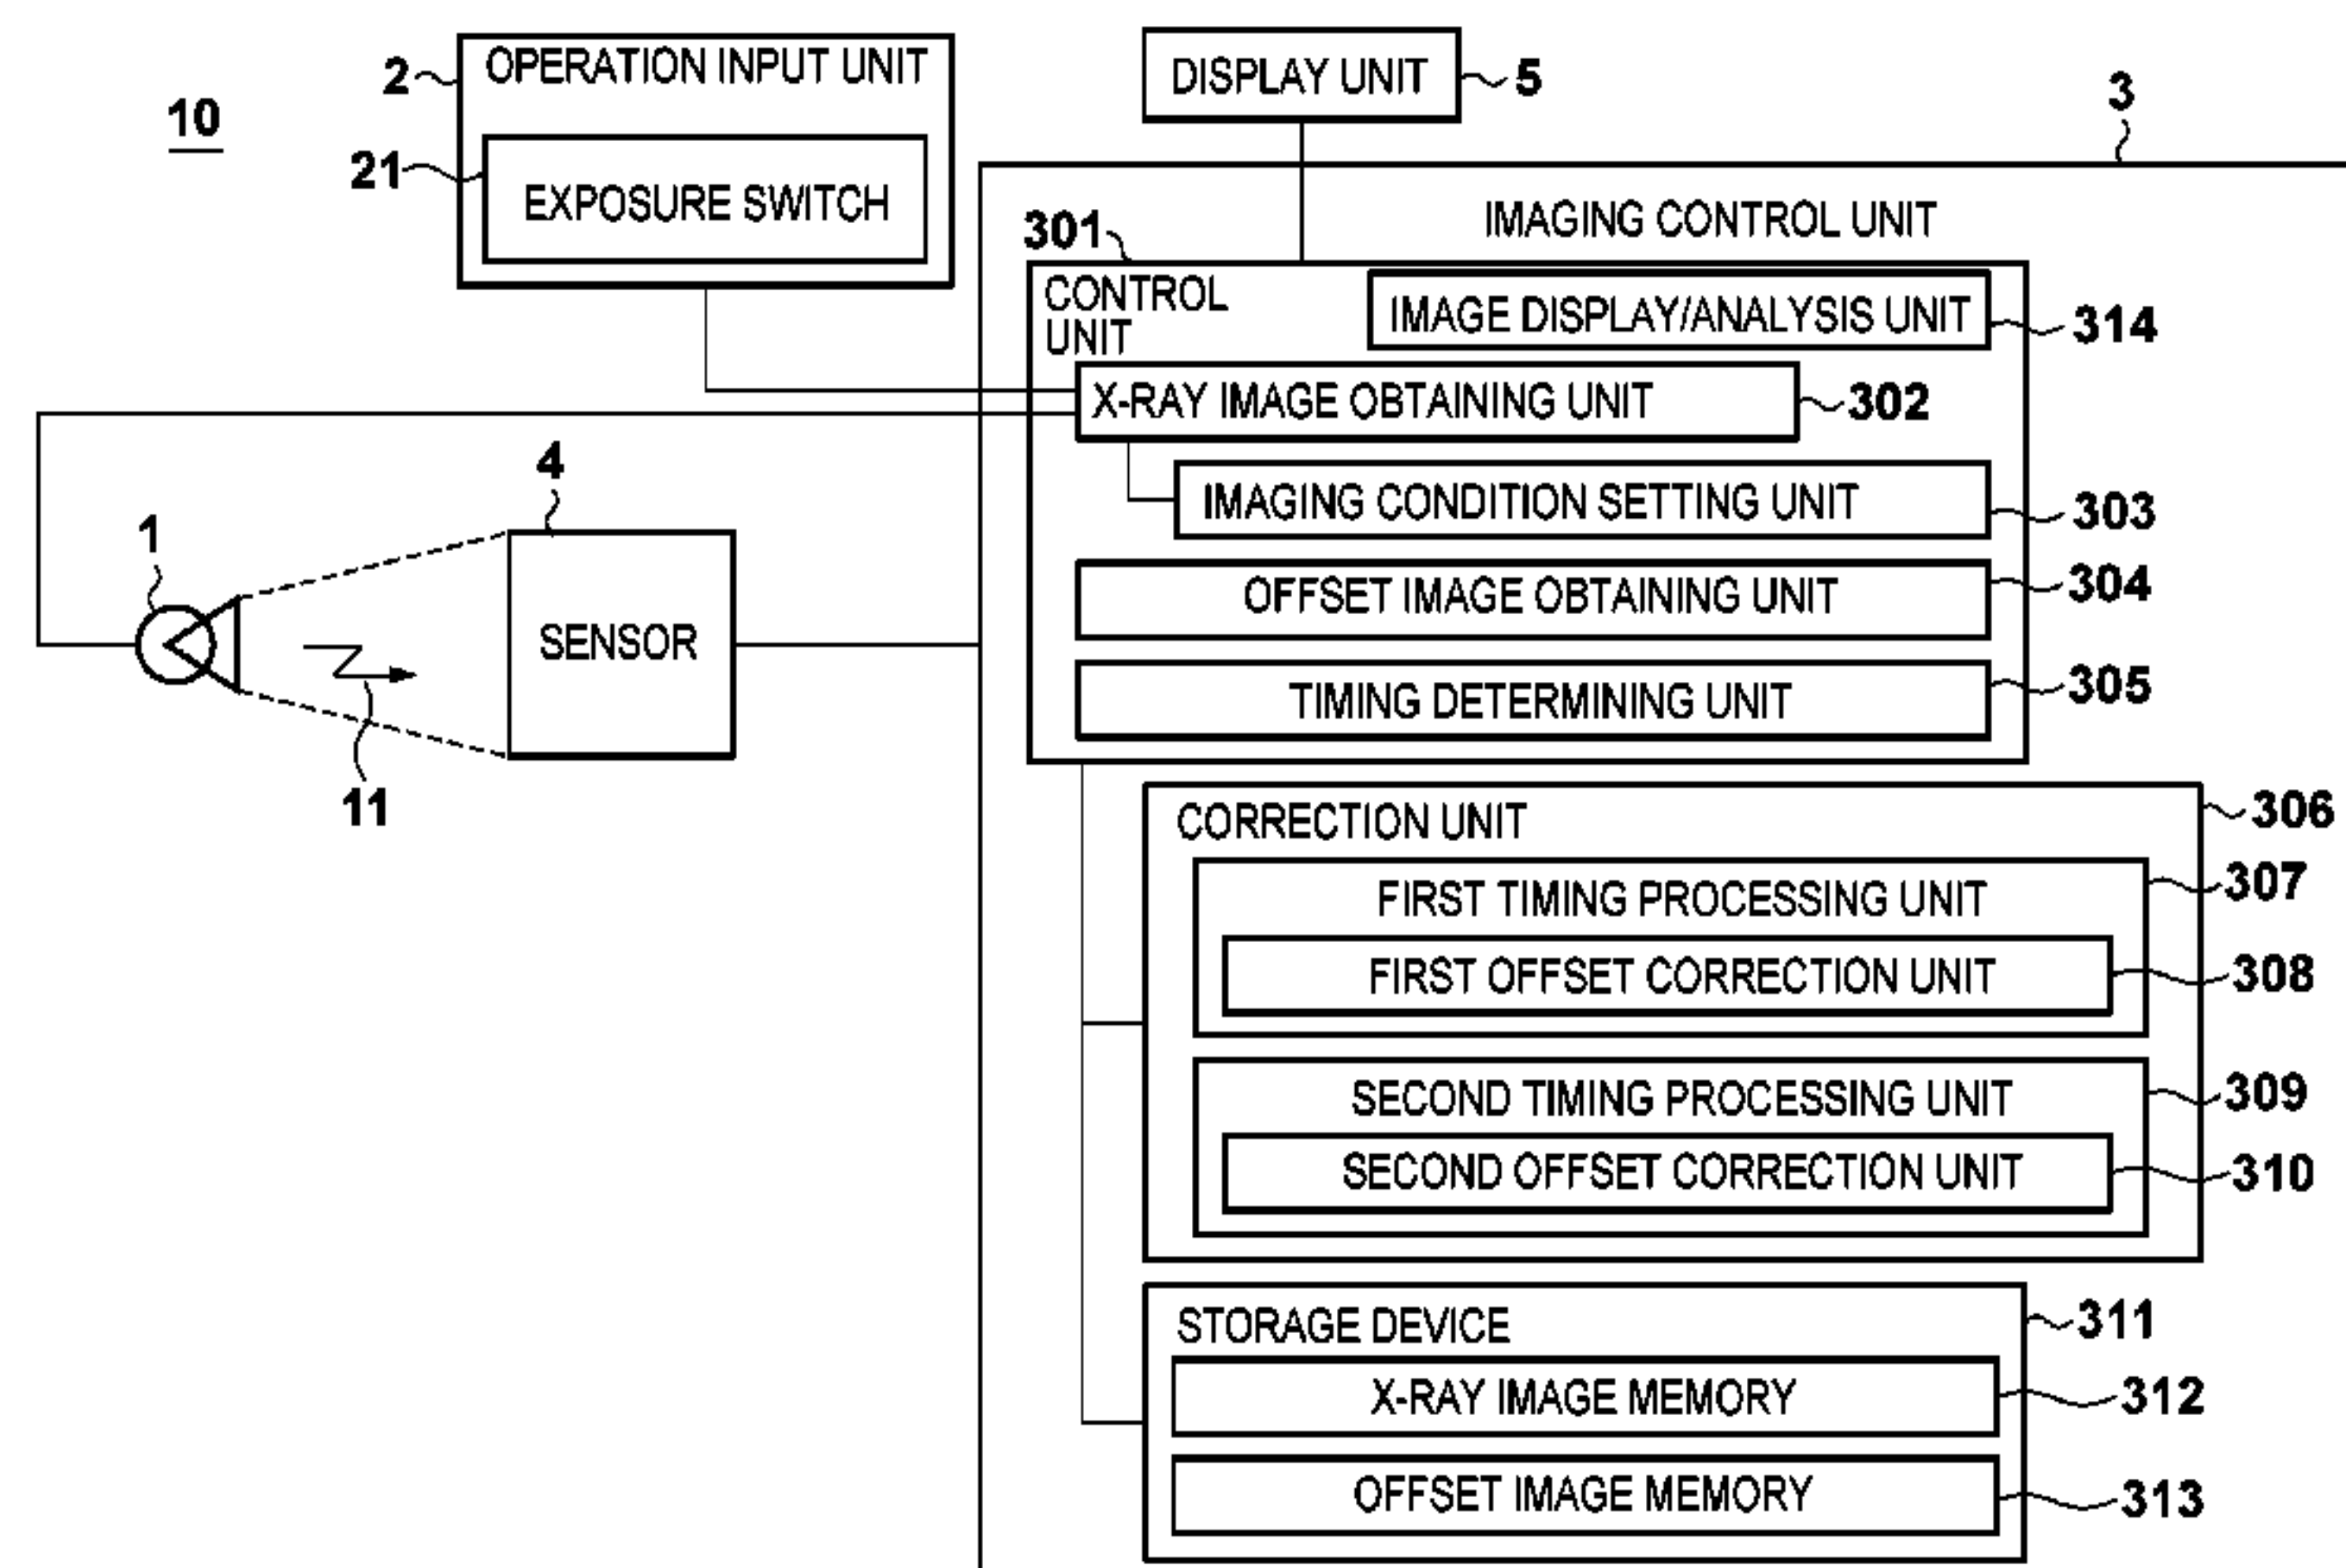 10
2
OPERATION INPUT UNIT
21
EXPOSURE SWITCH
DISPLAY UNIT
5
3
IMAGING CONTROL UNIT
301
CONTROL
UNIT
IMAGE DISPLAY/ANALYSIS UNIT
314
X-RAY IMAGE OBTAINING UNIT
302
IMAGING CONDITION SETTING UNIT
303
OFFSET IMAGE OBTAINING UNIT
304
TIMING DETERMINING UNIT
305
1
4
SENSOR
11
CORRECTION UNIT
306
FIRST TIMING PROCESSING UNIT
307
FIRST OFFSET CORRECTION UNIT
308
SECOND TIMING PROCESSING UNIT
309
SECOND OFFSET CORRECTION UNIT
310
STORAGE DEVICE
311
X-RAY IMAGE MEMORY
312
OFFSET IMAGE MEMORY
313